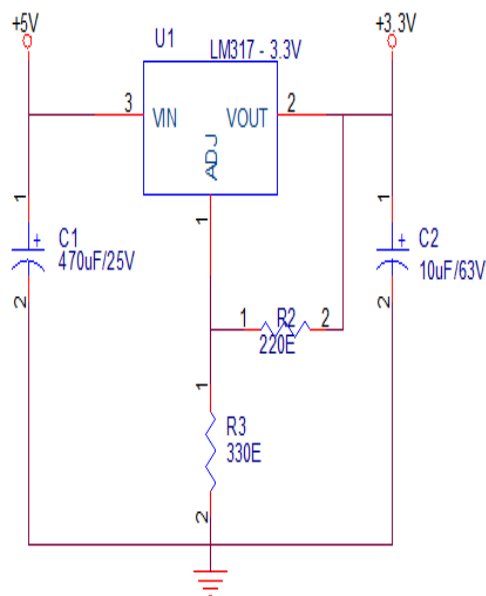 +5V
+3.3V
U1
LM317 - 3.3V
3
VIN
VOUT
2
ADJ
1
1
+
C1
470uF/25V
2
1
+
C2
10uF/63V
2
1
R2
2
220E
1
R3
330E
2